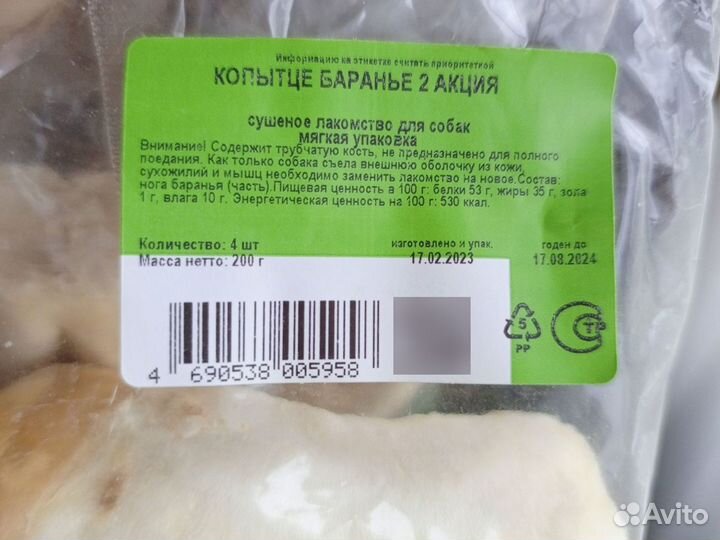 Информацию на этикетке считать приоритетной
КОПЫТЦЕ БАРАНЬЕ 2 АКЦИЯ
сушеное лакомство для собак
мягкая упаковка
Внимание! Содержит трубчатую кость, не предназначено для полного
поедания. Как только собака съела внешнюю оболочку из кожи,
сухожилий и мышц необходимо заменить лакомство на новое.Состав:
нога баранья (часть).Пищевая ценность в 100 г: белки 53 г, жиры 35 г, зола
1 г, влага 10 г. Энергетическая ценность на 100 г: 530 ккал.
Количество: 4 шт
Масса нетто: 200 г
изготовлено и упак.
17.02.2023
годен до
17.08.2024
4 690538 005958
5
PP
СТР
Avito